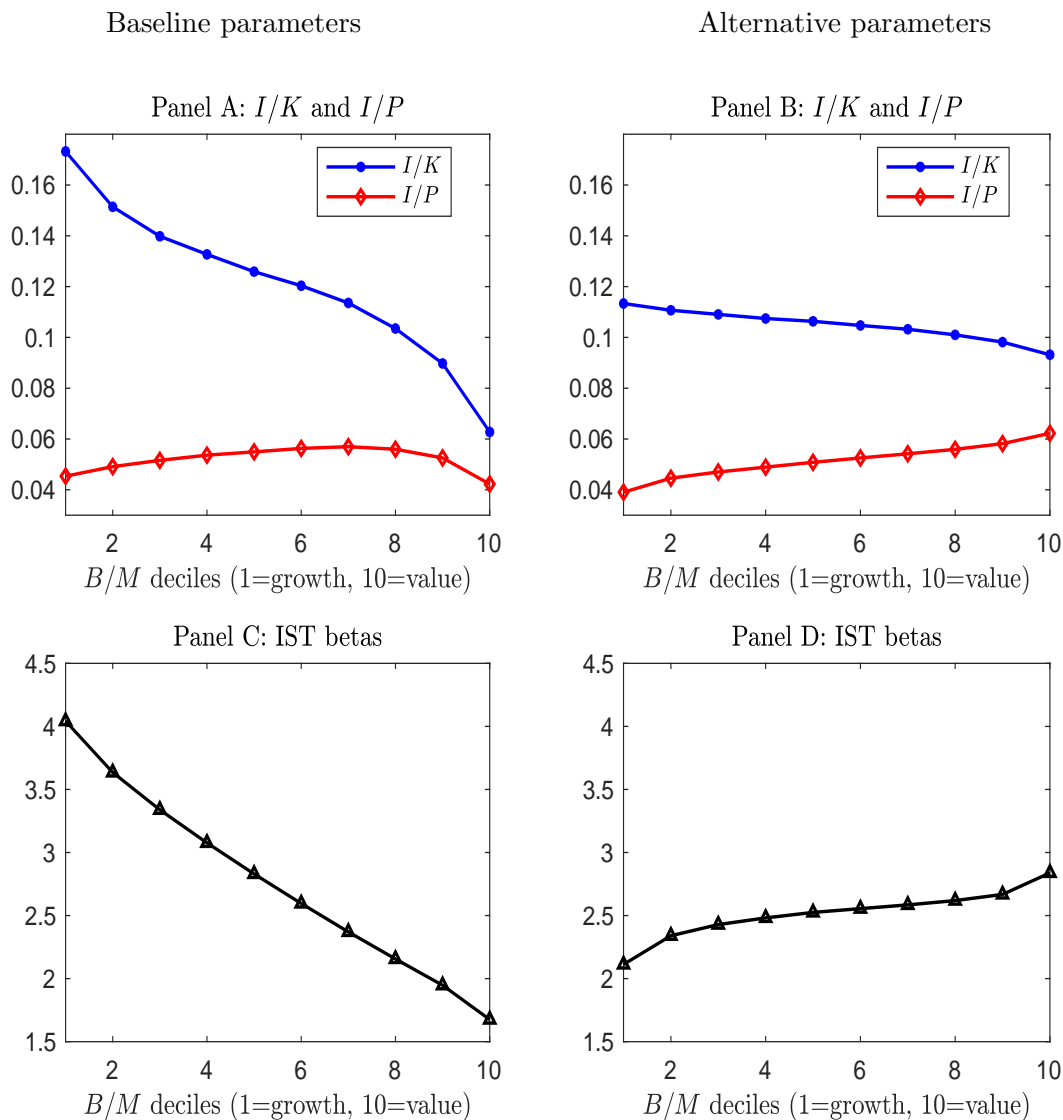 Baseline parameters
Alternative parameters
Panel A: I/K and I/P
I/K
I/P
0.16
0.14
0.12
0.1
0.08
0.06
0.04
2 4 6 8 10
B/M deciles (1=growth, 10=value)
Panel B: I/K and I/P
I/K
I/P
0.16
0.14
0.12
0.1
0.08
0.06
0.04
2 4 6 8 10
B/M deciles (1=growth, 10=value)
Panel C: IST betas
4.5
4
3.5
3
2.5
2
1.5
2 4 6 8 10
B/M deciles (1=growth, 10=value)
Panel D: IST betas
4.5
4
3.5
3
2.5
2
1.5
2 4 6 8 10
B/M deciles (1=growth, 10=value)